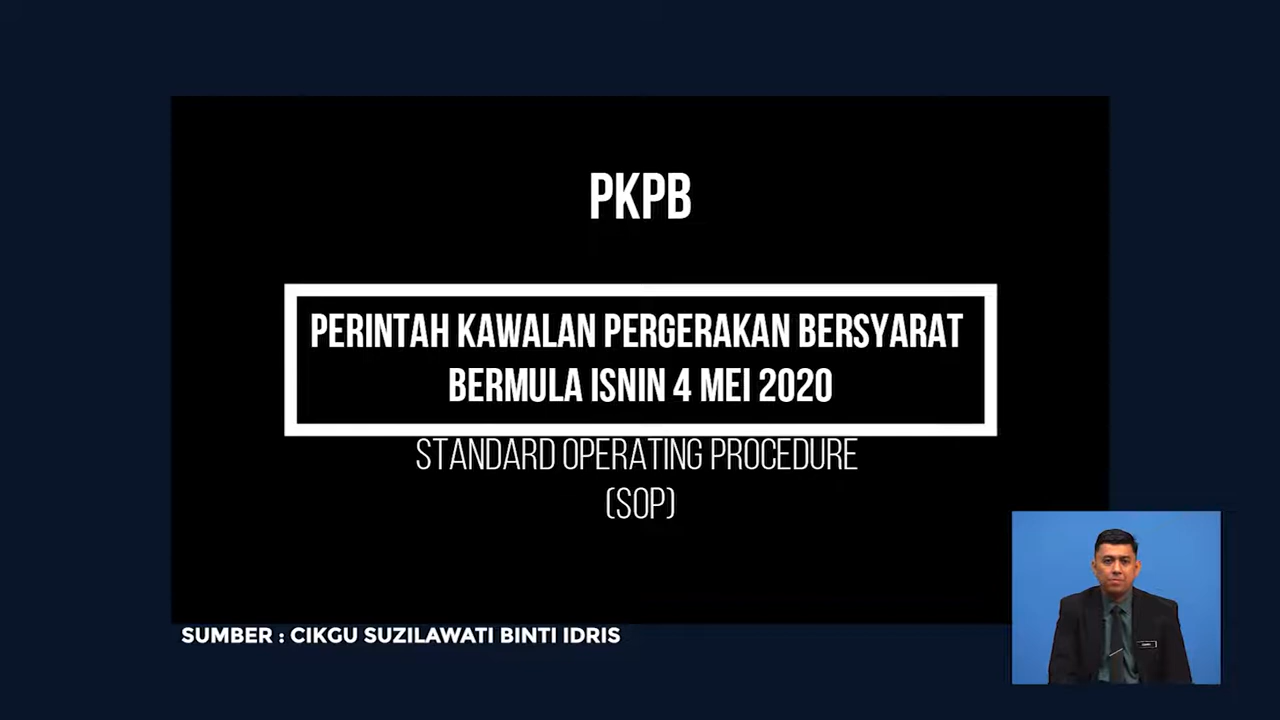 PKPB
PERINTAH KAWALAN PERGERAKAN BERSYARAT
BERMULA ISNIN 4 MEI 2020
STANDARD OPERATING PROCEDURE
(SOP)
SUMBER : CIKGU SUZILAWATI BINTI IDRIS